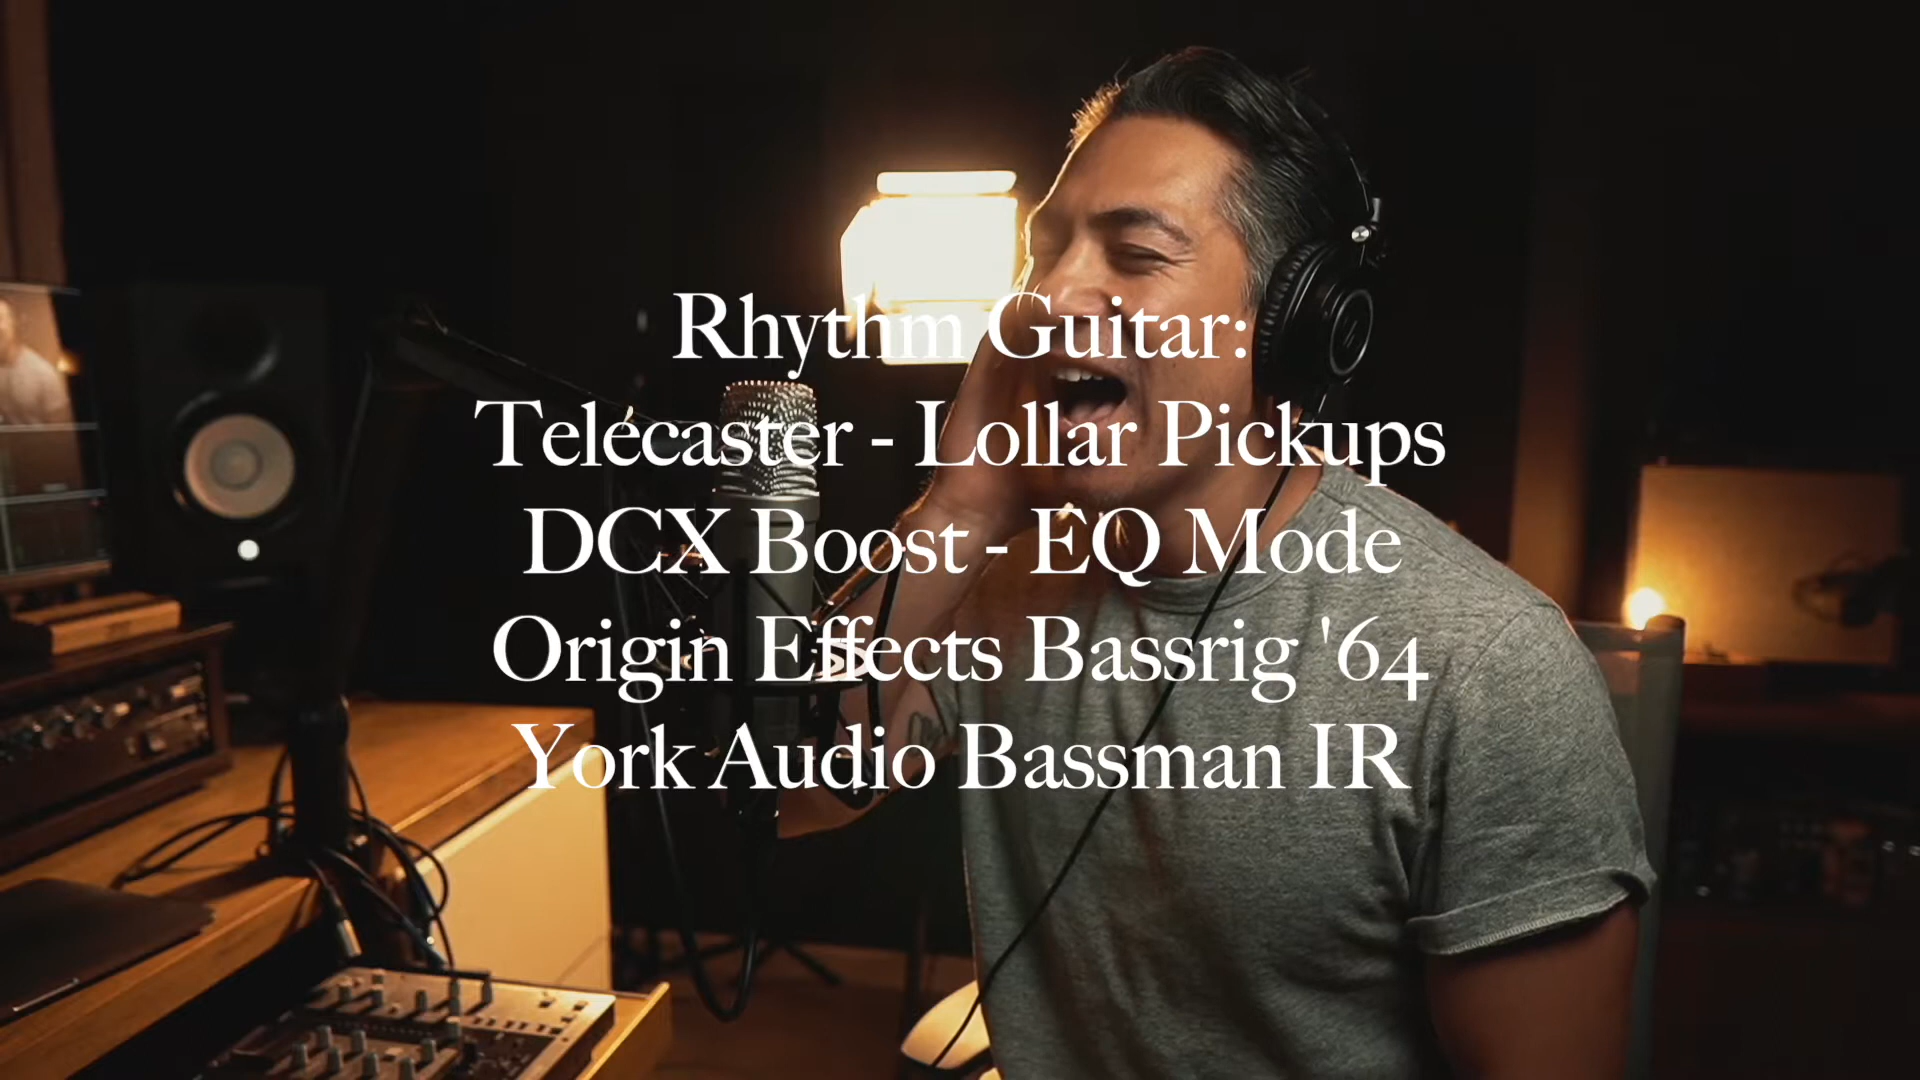 Rhythm Guitar:
Telecaster - Lollar Pickups
DCX Boost - EQ Mode
Origin Effects Bassrig '64
York Audio Bassman IR